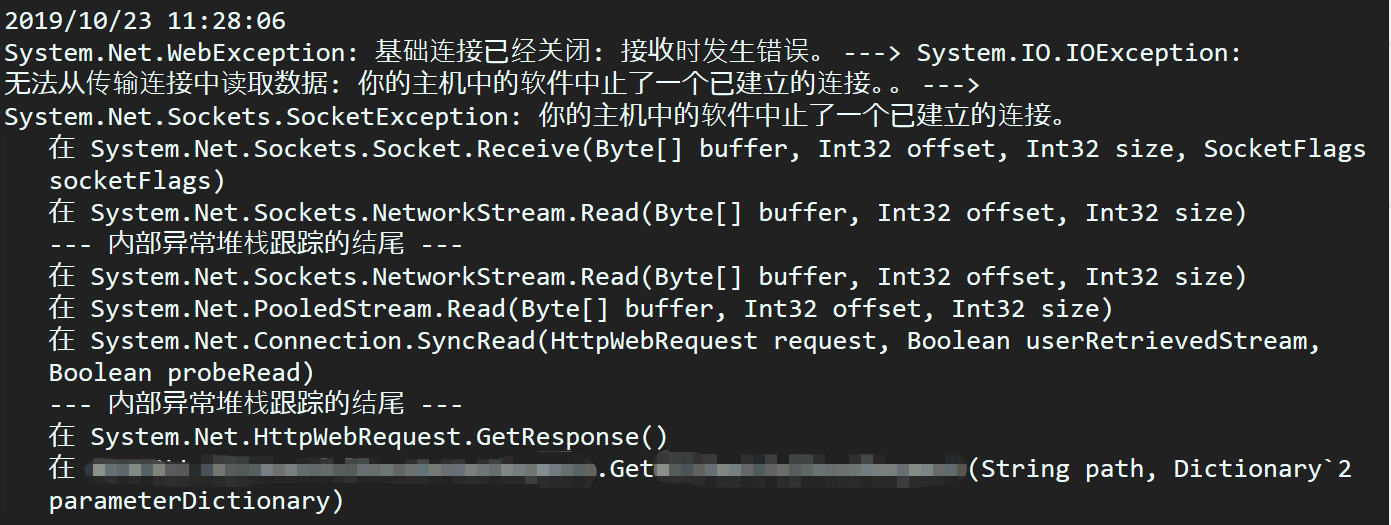 2019/10/23 11:28:06
System.Net.WebException: 基础连接已经关闭: 接收时发生错误。 ---> System.IO.IOException:
无法从传输连接中读取数据: 你的主机中的软件中止了一个已建立的连接。。 --->
System.Net.Sockets.SocketException: 你的主机中的软件中止了一个已建立的连接。
在 System.Net.Sockets.Socket.Receive(Byte[] buffer, Int32 offset, Int32 size, SocketFlags
socketFlags)
在 System.Net.Sockets.NetworkStream.Read(Byte[] buffer, Int32 offset, Int32 size)
--- 内部异常堆栈跟踪的结尾 ---
在 System.Net.Sockets.NetworkStream.Read(Byte[] buffer, Int32 offset, Int32 size)
在 System.Net.PooledStream.Read(Byte[] buffer, Int32 offset, Int32 size)
在 System.Net.Connection.SyncRead(HttpWebRequest request, Boolean userRetrievedStream,
Boolean probeRead)
--- 内部异常堆栈跟踪的结尾 ---
在 System.Net.HttpWebRequest.GetResponse()
在 .Get (String path, Dictionary`2
parameterDictionary)